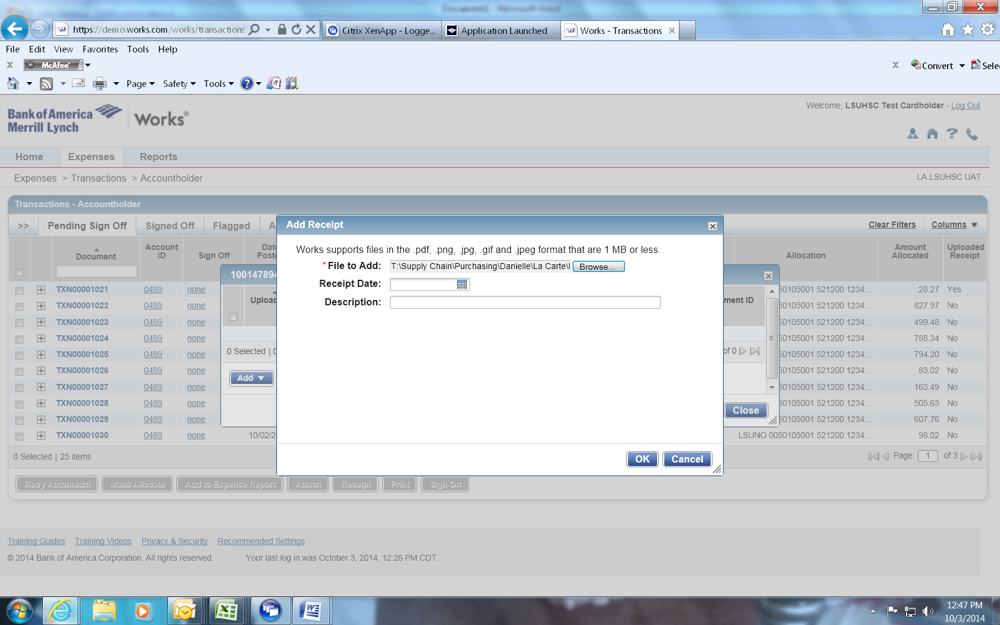 Document1 - Microsoft Word
https://demo.works.com/works/transactions
Citrix XenApp - Logge...
Application Launched
Works - Transactions
File Edit View Favorites Tools Help
McAfee
Convert
Page Safety Tools
Bank of America
Merrill Lynch
Works®
Welcome, LSUHSC Test Cardholder - Log Out
Home Expenses Reports
Expenses > Transactions > Accountholder
LA LSUHSC UAT
Transactions - Accountholder
>> Pending Sign Off Signed Off Flagged A
Clear Filters Columns
Document
Account ID
Sign Off
Allocation
Amount Allocated
Uploaded Receipt
TXN00001021 0489 none 50105001 521200 1234... 28.27 Yes
TXN00001022 0489 none 50105001 521200 1234... 827.97 No
TXN00001023 0489 none 50105001 521200 1234... 499.48 No
TXN00001024 0489 none 50105001 521200 1234... 788.34 No
TXN00001025 0489 none 50105001 521200 1234... 794.20 No
TXN00001026 0489 none 50105001 521200 1234... 83.02 No
TXN00001027 0489 none 50105001 521200 1234... 163.49 No
TXN00001028 0489 none 50105001 521200 1234... 505.63 No
TXN00001029 0489 none 50105001 521200 1234... 607.76 No
TXN00001030 0489 none 10/02/2 LSUNO 0050105001 521200 1234... 98.02 No
0 Selected | 25 items
Page: 1 of 3
Retry Automatch Mass Allocate Add to Expense Report Attach Receipt Print Sign Off
10014789
Uploa
ment ID
0 Selected | 0
of 0
Add
Close
Add Receipt
Works supports files in the .pdf, .png, .jpg, .gif and .jpeg format that are 1 MB or less.
*File to Add: T:\Supply Chain\Purchasing\Danielle\La Carte\ Browse...
Receipt Date:
Description:
OK Cancel
Training Guides Training Videos Privacy & Security Recommended Settings
© 2014 Bank of America Corporation. All rights reserved.
Your last log in was October 3, 2014, 12:26 PM CDT.
12:47 PM
10/3/2014